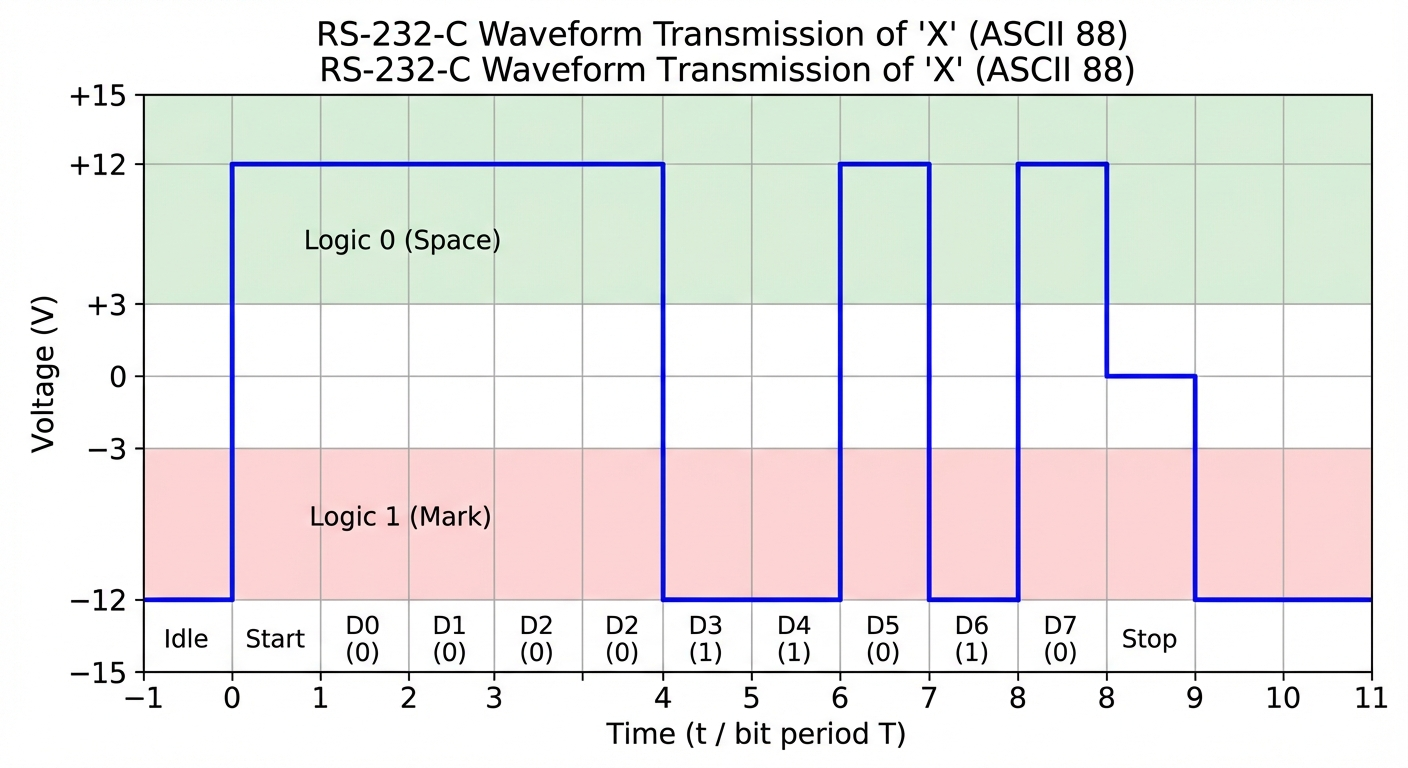 RS-232-C Waveform Transmission of 'X' (ASCII 88)
RS-232-C Waveform Transmission of 'X' (ASCII 88)
Voltage (V)
+15
+12
+3
0
−3
−12
−15
Logic 0 (Space)
Logic 1 (Mark)
Idle
Start
D0
(0)
D1
(0)
D2
(0)
D2
(0)
D3
(1)
D4
(1)
D5
(0)
D6
(1)
D7
(0)
Stop
−1 0 1 2 3 4 5 6 7 8 8 9 10 11
Time (t / bit period T)